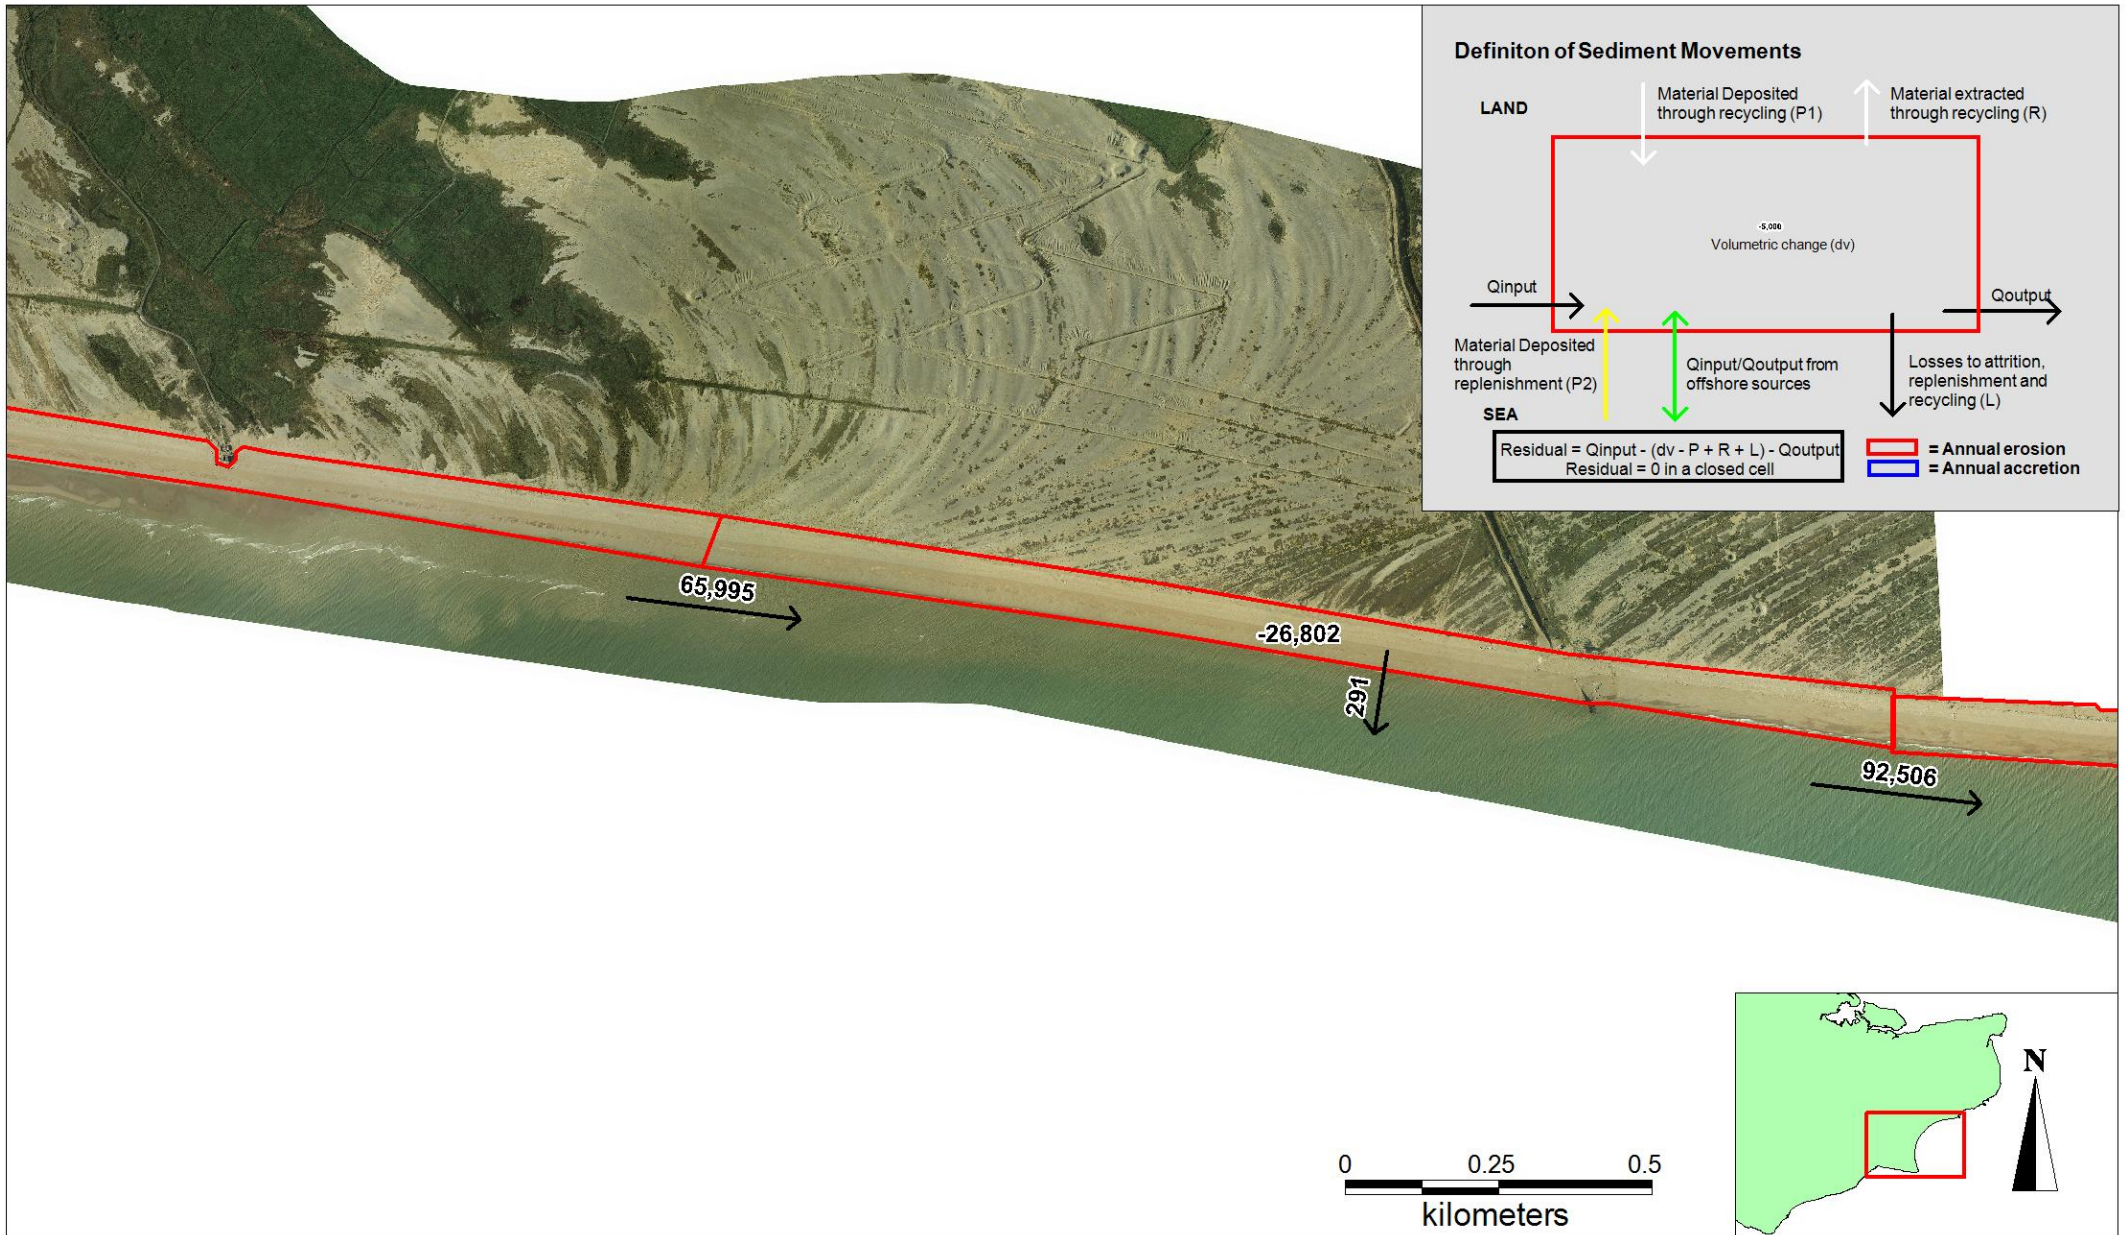 Definiton of Sediment Movements
LAND
Material Deposited
through recycling (P1)
Material extracted
through recycling (R)
-5,000
Volumetric change (dv)
Qinput
Qoutput
Material Deposited
through
replenishment (P2)
Qinput/Qoutput from
offshore sources
Losses to attrition,
replenishment and
recycling (L)
SEA
Residual = Qinput - (dv - P + R + L) - Qoutput
Residual = 0 in a closed cell
= Annual erosion
= Annual accretion
65,995
-26,802
291
92,506
N
0 0.25 0.5
kilometers